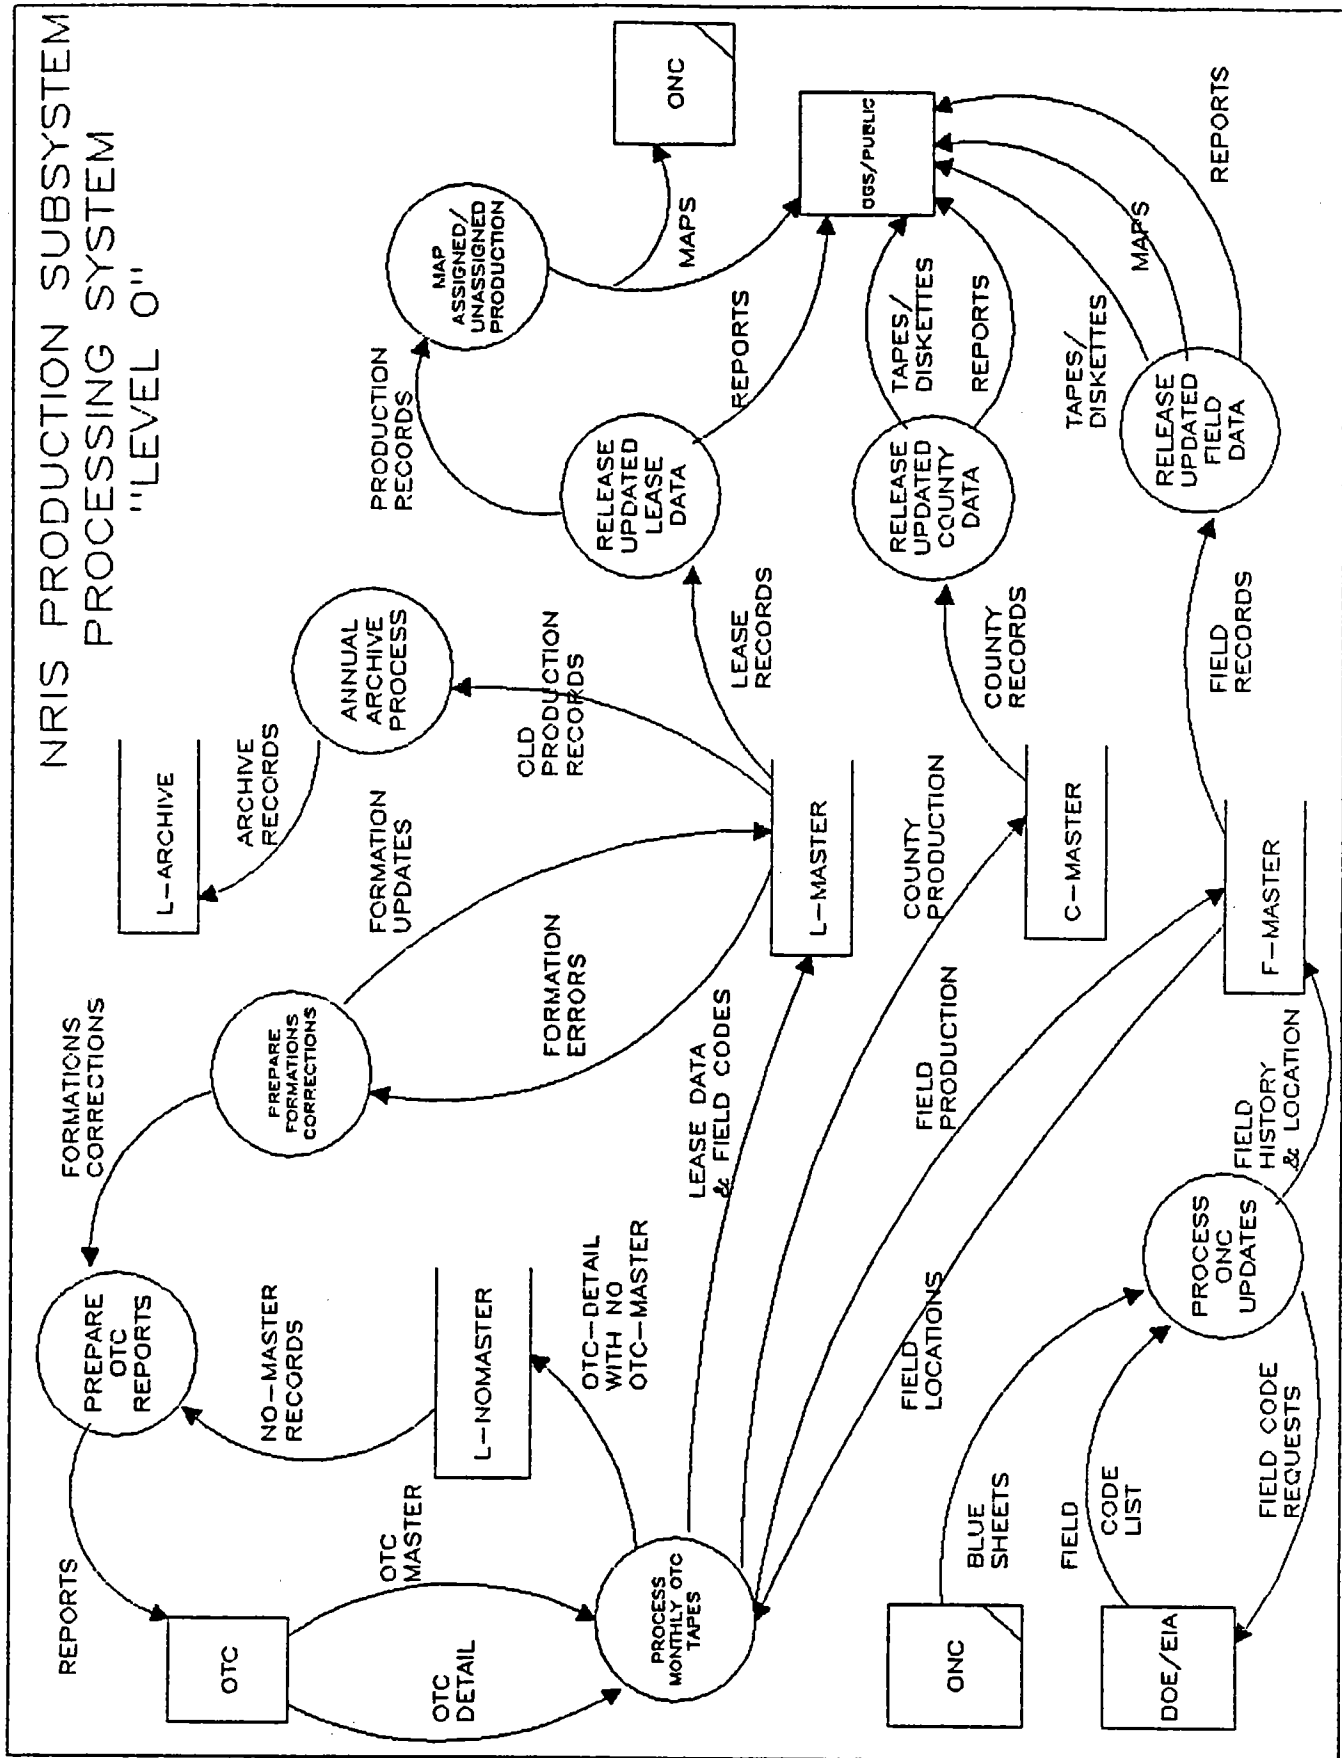 NRIS PRODUCTION SUBSYSTEM
PROCESSING SYSTEM
"LEVEL 0"
REPORTS
OTC
OTC
DETAIL
OTC
MASTER
PREPARE
OTC
REPORTS
NO-MASTER
RECORDS
L-NOMASTER
OTC-DETAIL
WITH NO
OTC-MASTER
PROCESS
MONTHLY OTC
TAPES
FORMATIONS
CORRECTIONS
PREPARE
FORMATIONS
CORRECTIONS
FORMATION
UPDATES
FORMATION
ERRORS
L-ARCHIVE
ARCHIVE
RECORDS
ANNUAL
ARCHIVE
PROCESS
OLD
PRODUCTION
RECORDS
L-MASTER
LEASE DATA
& FIELD CODES
LEASE
RECORDS
RELEASE
UPDATED
LEASE
DATA
PRODUCTION
RECORDS
MAP
ASSIGNED/
UNASSIGNED
PRODUCTION
MAPS
ONC
REPORTS
OGS/PUBLIC
COUNTY
PRODUCTION
C-MASTER
COUNTY
RECORDS
RELEASE
UPDATED
COUNTY
DATA
TAPES/
DISKETTES
REPORTS
FIELD
PRODUCTION
FIELD
LOCATIONS
F-MASTER
FIELD
RECORDS
RELEASE
UPDATED
FIELD
DATA
TAPES/
DISKETTES
MAPS
REPORTS
ONC
BLUE
SHEETS
DOE/EIA
FIELD
CODE
LIST
FIELD CODE
REQUESTS
PROCESS
ONC
UPDATES
FIELD
HISTORY
& LOCATION